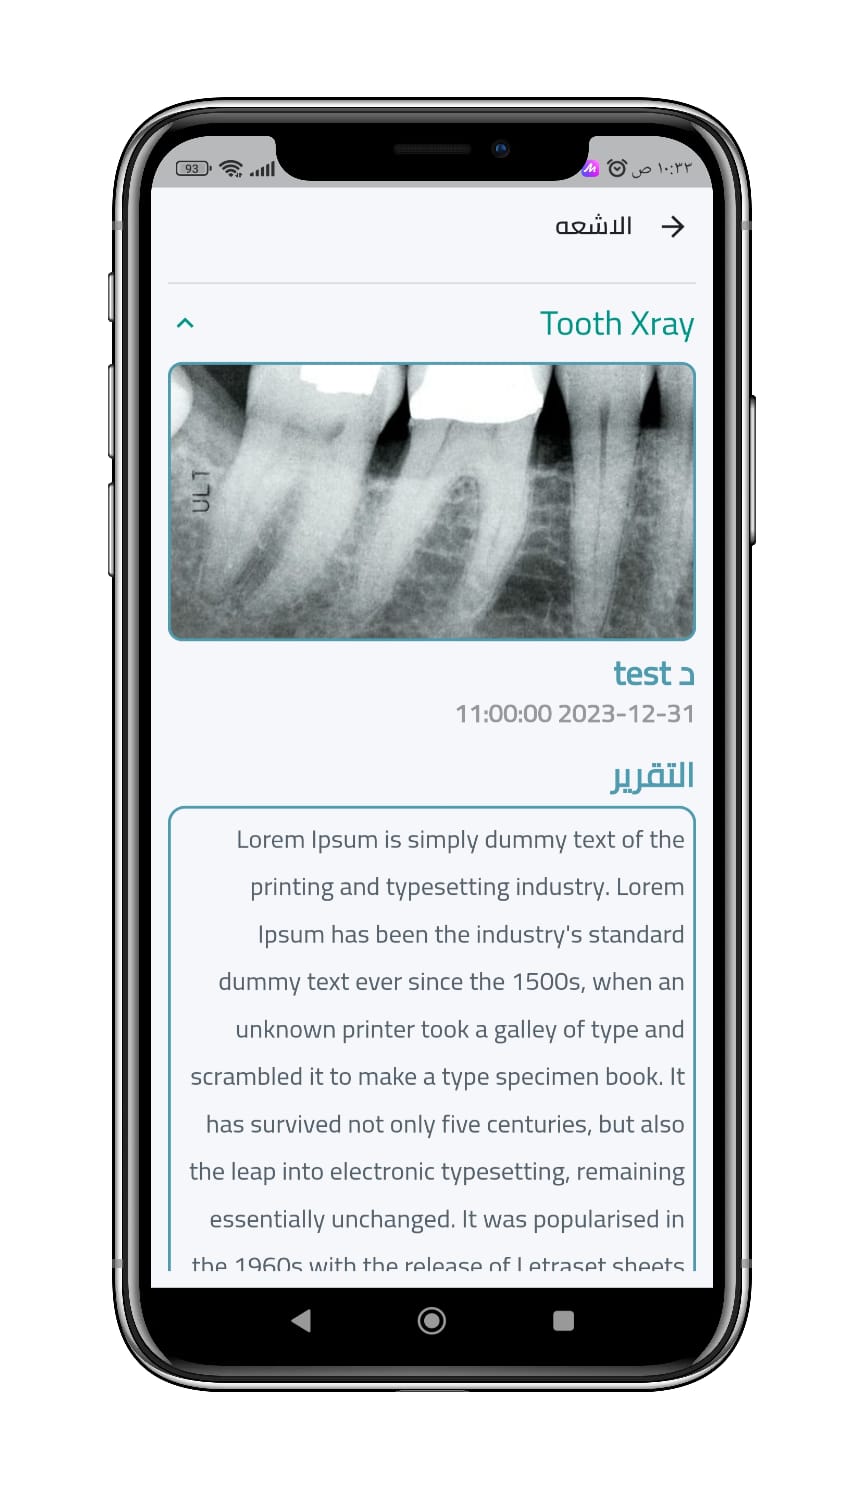 93
١٠:٣٢ ص
الاشعه
Tooth Xray
ULT
د test
11:00:00 2023-12-31
التقرير
Lorem Ipsum is simply dummy text of the
printing and typesetting industry. Lorem
Ipsum has been the industry's standard
dummy text ever since the 1500s, when an
unknown printer took a galley of type and
scrambled it to make a type specimen book. It
has survived not only five centuries, but also
the leap into electronic typesetting, remaining
essentially unchanged. It was popularised in
the 1960s with the release of Letraset sheets